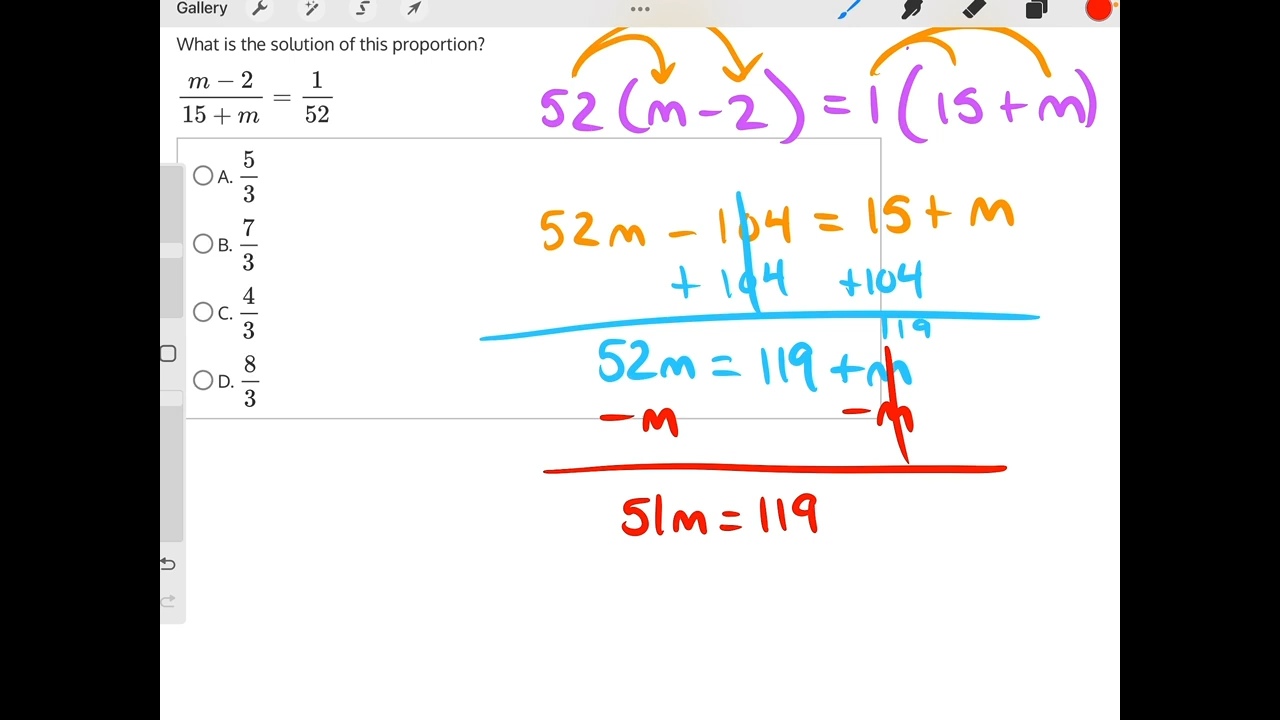 Gallery
What is the solution of this proportion?
m − 2 / 15 + m = 1 / 52
52 (m − 2) = 1 (15 + m)
A. 5/3
B. 7/3
C. 4/3
D. 8/3
52m − 104 = 15 + m
+ 104 +104
119
52m = 119 + m
− m − m
51m = 119